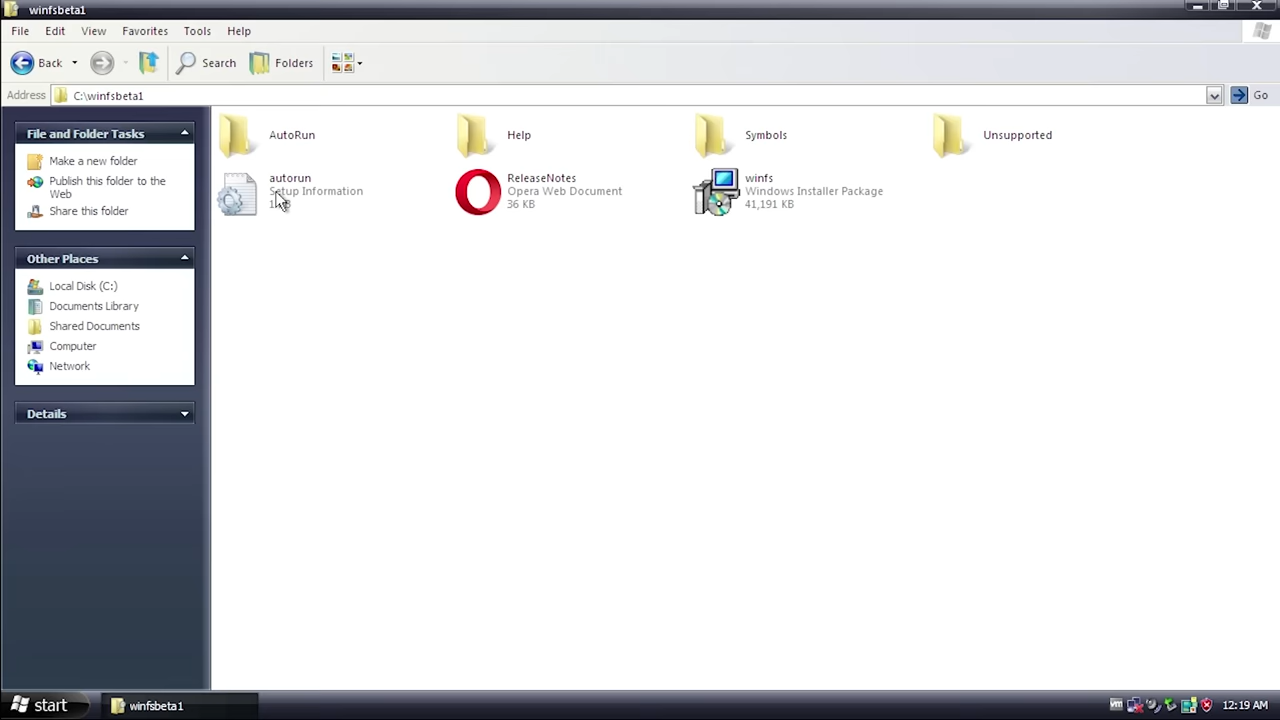 winfsbeta1
File Edit View Favorites Tools Help
Back Search Folders
Address C:\winfsbeta1 Go
File and Folder Tasks
Make a new folder
Publish this folder to the
Web
Share this folder
Other Places
Local Disk (C:)
Documents Library
Shared Documents
Computer
Network
Details
AutoRun
Help
Symbols
Unsupported
autorun
Setup Information
ReleaseNotes
Opera Web Document
36 KB
winfs
Windows Installer Package
41,191 KB
start winfsbeta1 12:19 AM